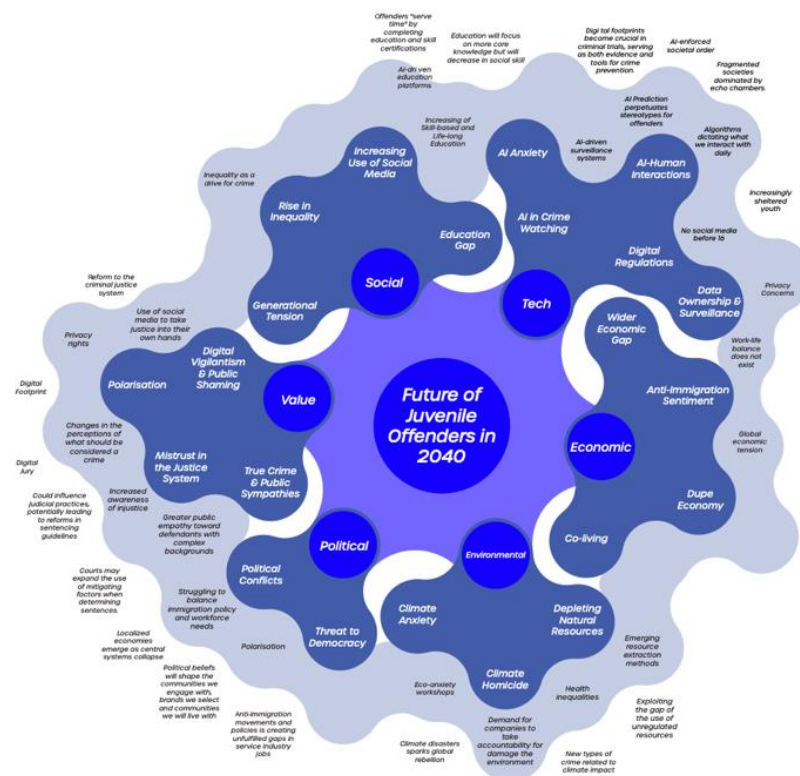 Offenders "serve
time" by
completing
education and skill
certifications
Education will focus
on more core
knowledge but will
decrease in social skill
Digi tal footprints
become crucial in
criminal trials, serving
as both evidence and
tools for crime
prevention.
AI-enforced
societal order
Fragmented
societies
dominated by
echo chambers.
AI-dri ven
education
platforms
Increasing of
Skill-based and
Life-long
Education
AI Prediction
perpetuates
stereotypes for
offenders
AI-driven
surveillance
systems
Algorithms
dictating what
we interact with
daily
Increasingly
sheltered
youth
No social media
before 16
Privacy
Concerns
Inequality as a
drive for crime
Increasing
Use of Social
Media
Rise in
Inequality
Education
Gap
Generational
Tension
Social
AI Anxiety
AI-Human
Interactions
AI in Crime
Watching
Digital
Regulations
Data
Ownership &
Surveillance
Tech
Reform to the
criminal justice
system
Use of social
media to take
justice into their
own hands
Privacy
rights
Digital
Footprint
Digital
Vigilantism
& Public
Shaming
Polarisation
Value
Mistrust in
the Justice
System
True Crime
& Public
Sympathies
Changes in the
perceptions of
what should be
considered a
crime
Digital
Jury
Increased
awareness
of injustice
Could influence
judicial practices,
potentially leading
to reforms in
sentencing
guidelines
Greater public
empathy toward
defendants with
complex
backgrounds
Courts may
expand the use
of mitigating
factors when
determining
sentences.
Future of
Juvenile
Offenders in
2040
Wider
Economic
Gap
Anti-Immigration
Sentiment
Economic
Dupe
Economy
Co-living
Work-life
balance
does not
exist
Global
economic
tension
Political
Political
Conflicts
Threat to
Democracy
Struggling to
balance
immigration policy
and workforce
needs
Polarisation
Localized
economies
emerge as central
systems collapse
Political beliefs
will shape the
communities we
engage with,
brands we select
and communities
we will live with
Anti-immigration
movements and
policies is creating
unfulfilled gaps in
service industry
jobs
Environmental
Climate
Anxiety
Depleting
Natural
Resources
Climate
Homicide
Eco-anxiety
workshops
Climate disasters
sparks global
rebellion
Demand for
companies to
take
accountability for
damage the
environment
Health
inequalities
Emerging
resource
extraction
methods
Exploiting
the gap of
the use of
unregulated
resources
New types of
crime related to
climate impact